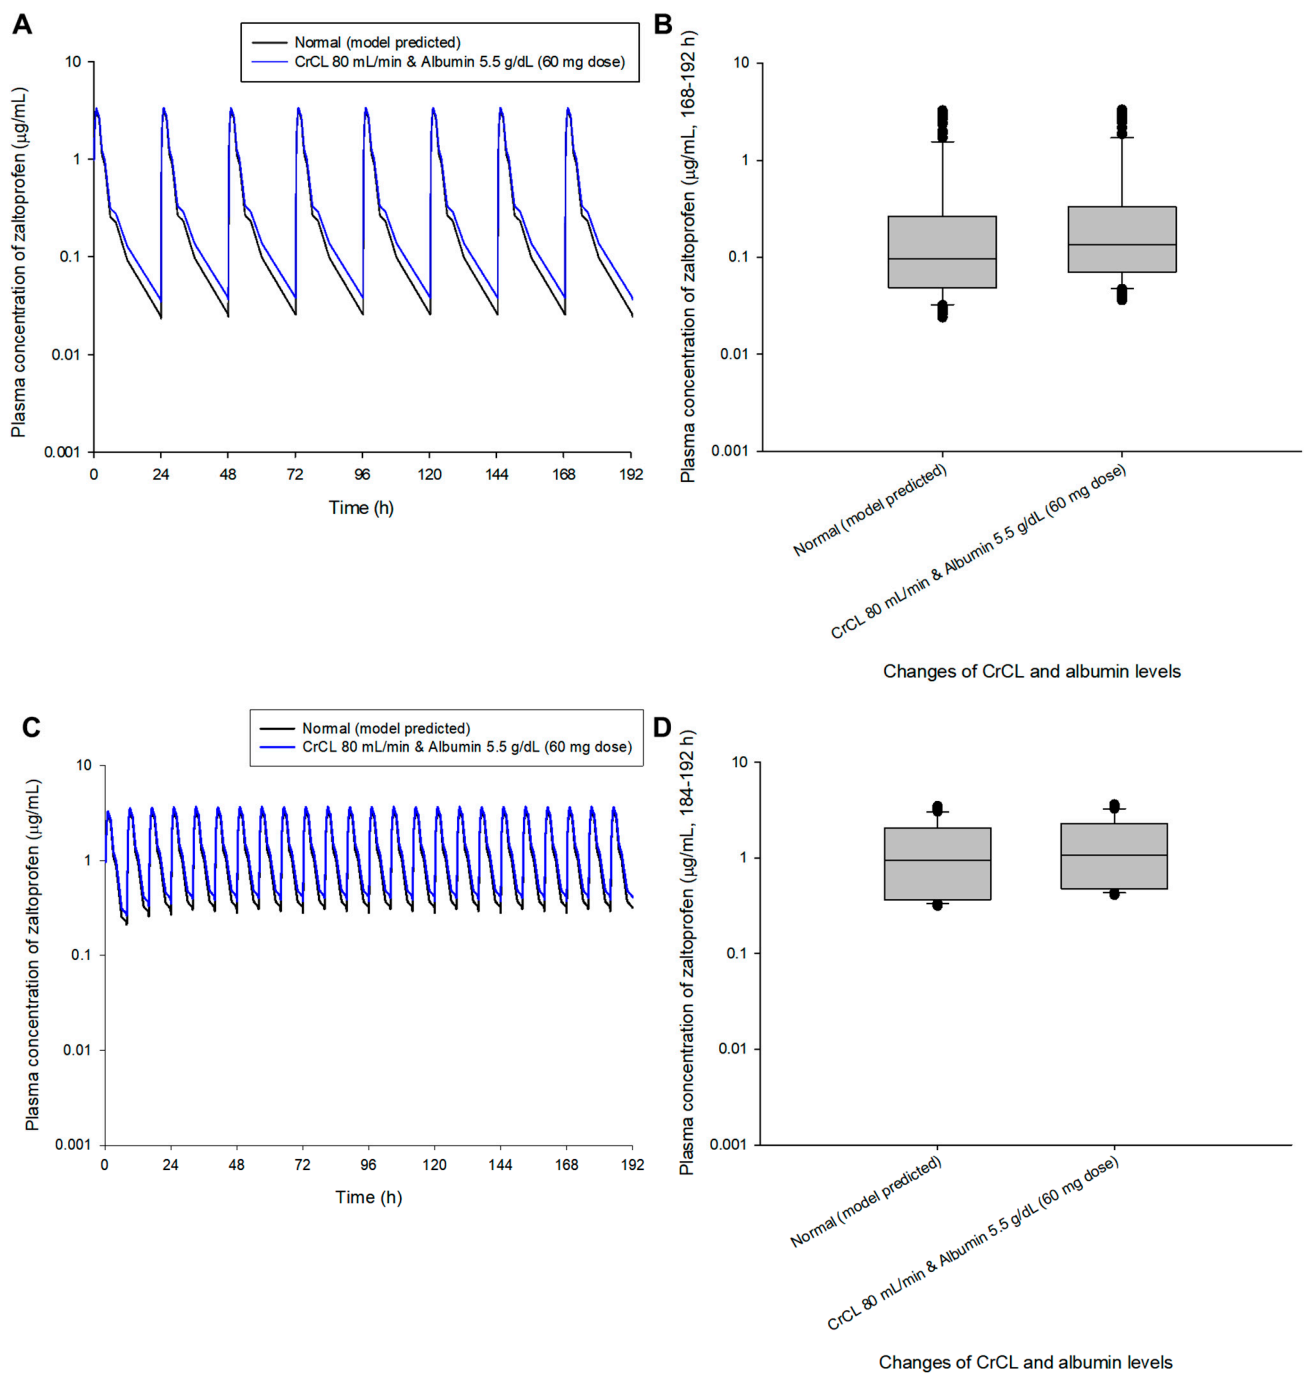 A
Normal (model predicted)
CrCL 80 mL/min & Albumin 5.5 g/dL (60 mg dose)
Plasma concentration of zaltoprofen (μg/mL)
10
1
0.1
0.01
0.001
0 24 48 72 96 120 144 168 192
Time (h)
B
Plasma concentration of zaltoprofen (μg/mL, 168-192 h)
10
1
0.1
0.01
0.001
Normal (model predicted)
CrCL 80 mL/min & Albumin 5.5 g/dL (60 mg dose)
Changes of CrCL and albumin levels
C
Normal (model predicted)
CrCL 80 mL/min & Albumin 5.5 g/dL (60 mg dose)
Plasma concentration of zaltoprofen (μg/mL)
10
1
0.1
0.01
0.001
0 24 48 72 96 120 144 168 192
Time (h)
D
Plasma concentration of zaltoprofen (μg/mL, 184-192 h)
10
1
0.1
0.01
0.001
Normal (model predicted)
CrCL 80 mL/min & Albumin 5.5 g/dL (60 mg dose)
Changes of CrCL and albumin levels